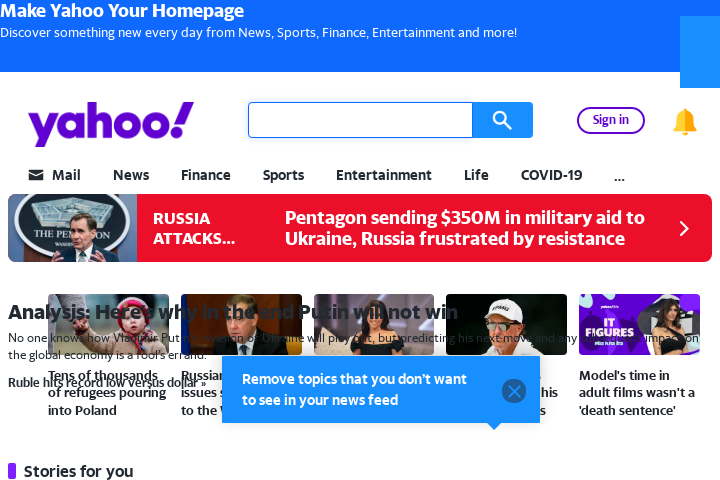 Make Yahoo Your Homepage
Discover something new every day from News, Sports, Finance, Entertainment and more!
yahoo!
Sign in
Mail
News
Finance
Sports
Entertainment
Life
COVID-19
...
PENTAGON
RUSSIA
ATTACKS...
Pentagon sending $350M in military aid to
Ukraine, Russia frustrated by resistance
Analysis: Here's why in the end Putin will not win
No one knows how Vladimir Putin's invasion of Ukraine will play out, but predicting his next move and any impact on
the global economy is a fool's errand.
Ruble hits record low versus dollar »
KPMG
IT
FIGURES
Tens of thousands
of refugees pouring
into Poland
Russian
issues
to the
his
Model's time in
adult films wasn't a
'death sentence'
Remove topics that you don't want
to see in your news feed
Stories for you